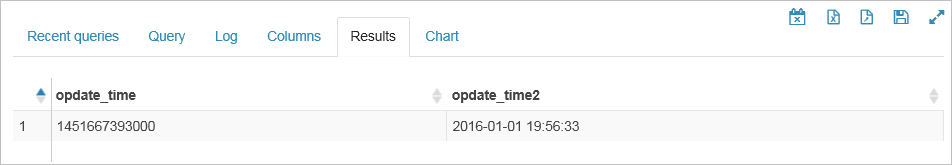 Recent queries Query Log Columns Results Chart
opdate_time opdate_time2
1 1451667393000 2016-01-01 19:56:33